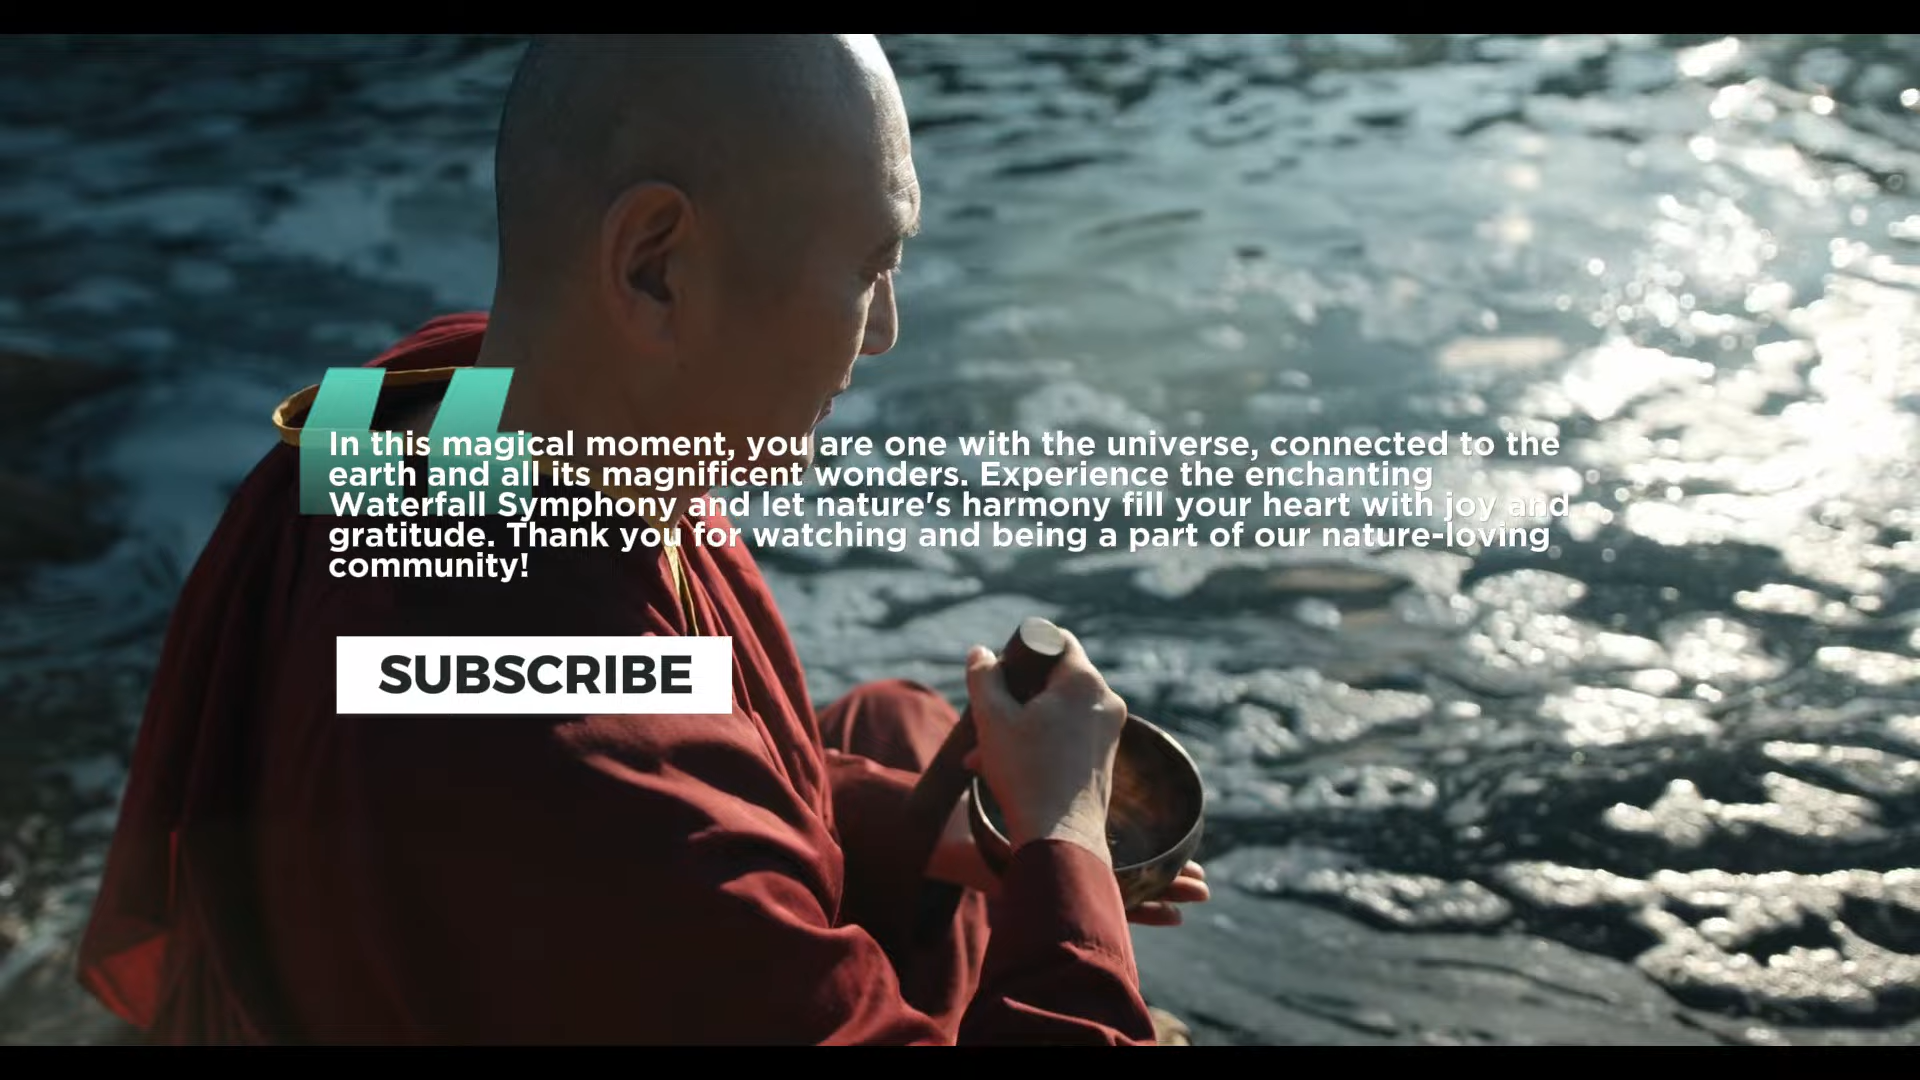 In this magical moment, you are one with the universe, connected to the
earth and all its magnificent wonders. Experience the enchanting
Waterfall Symphony and let nature's harmony fill your heart with joy and
gratitude. Thank you for watching and being a part of our nature-loving
community!
SUBSCRIBE